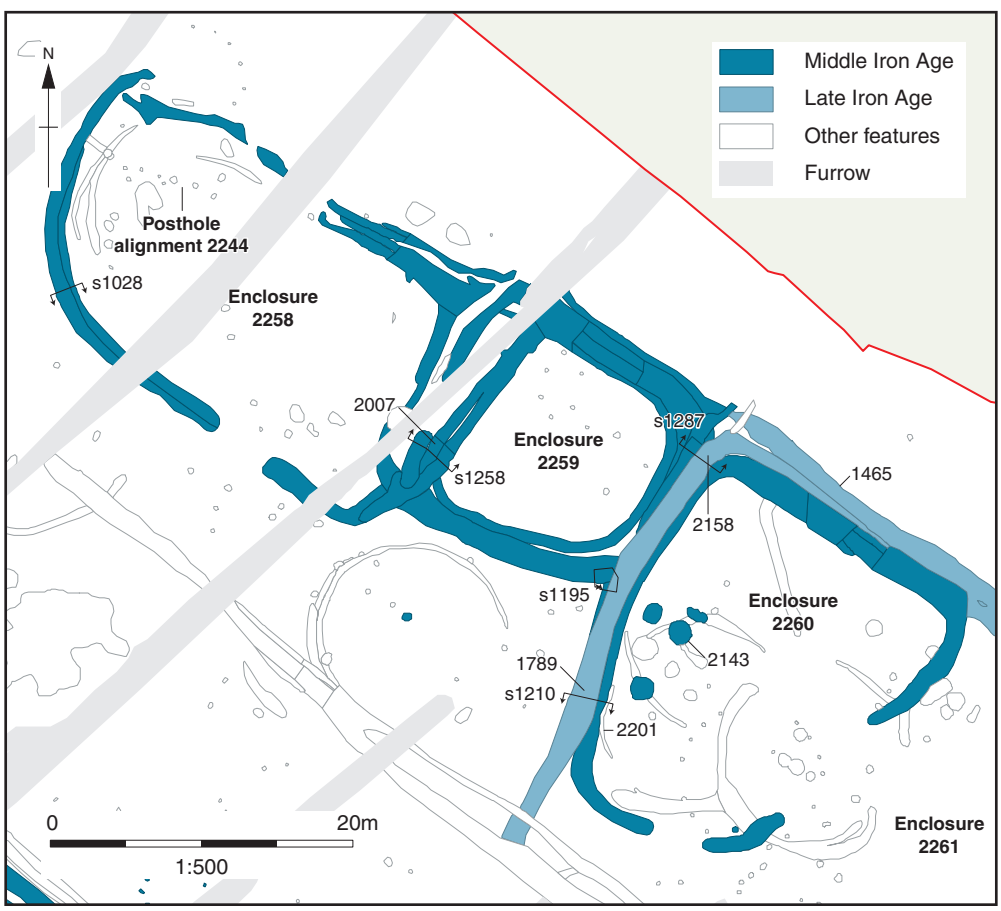 N
Middle Iron Age
Late Iron Age
Other features
Furrow
Posthole
alignment 2244
s1028
Enclosure
2258
2007
s1258
Enclosure
2259
s1287
1465
2158
s1195
Enclosure
2260
2143
1789
s1210
2201
Enclosure
2261
0 20m
1:500